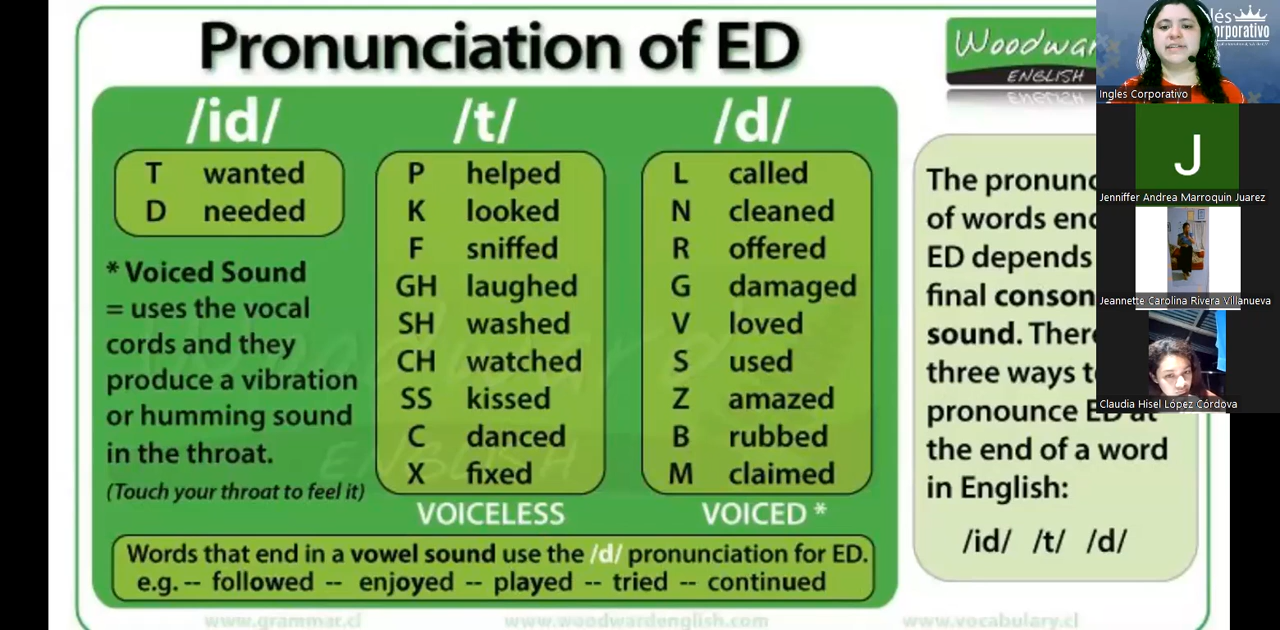 Pronunciation of ED
Woodwar
ENGLISH
/id/ /t/ /d/
T wanted
D needed
P helped
K looked
F sniffed
GH laughed
SH washed
CH watched
SS kissed
C danced
X fixed
VOICELESS
L called
N cleaned
R offered
G damaged
V loved
S used
Z amazed
B rubbed
M claimed
VOICED *
* Voiced Sound
= uses the vocal
cords and they
produce a vibration
or humming sound
in the throat.
(Touch your throat to feel it)
Words that end in a vowel sound use the /d/ pronunciation for ED.
e.g. -- followed -- enjoyed -- played -- tried -- continued
The pronunc
of words end
ED depends
final conson
sound. There
three ways t
pronounce ED at
the end of a word
in English:
/id/ /t/ /d/
www.grammar.cl www.woodwardenglish.com www.vocabulary.cl
lés
orporativo
Inglés Corporativo
J
Jenniffer Andrea Marroquin Juarez
Jeannette Carolina Rivera Villanueva
Claudia Hisel López Córdova